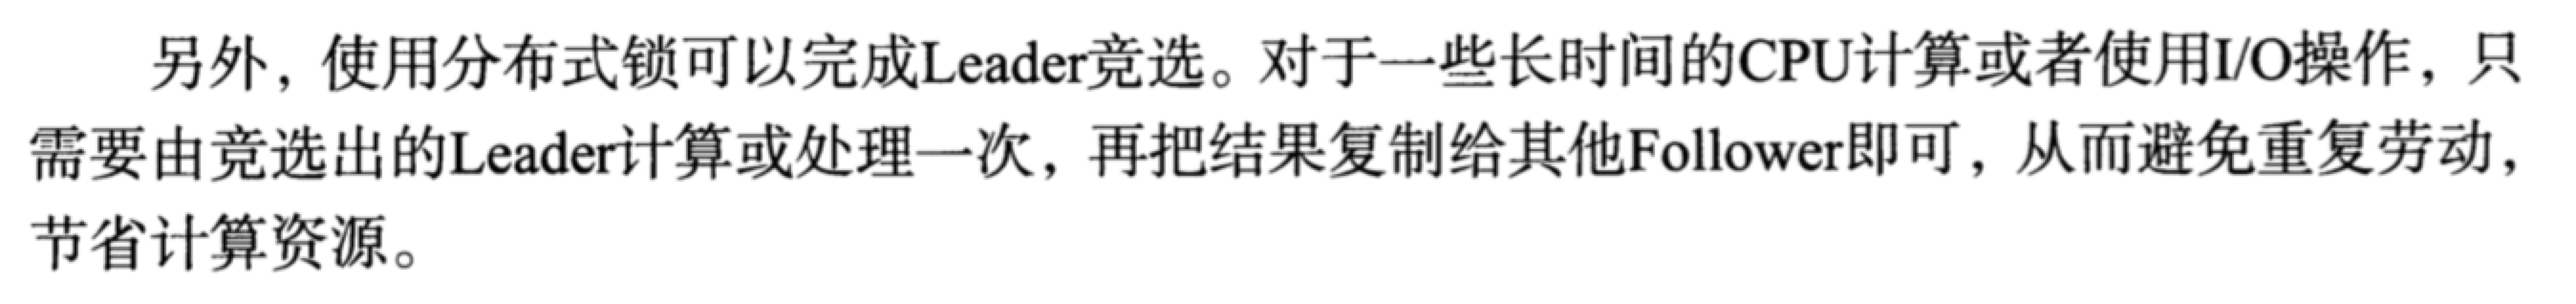 另外，使用分布式锁可以完成Leader竞选。对于一些长时间的CPU计算或者使用I/O操作，只
需要由竞选出的Leader计算或处理一次，再把结果复制给其他Follower即可，从而避免重复劳动，
节省计算资源。